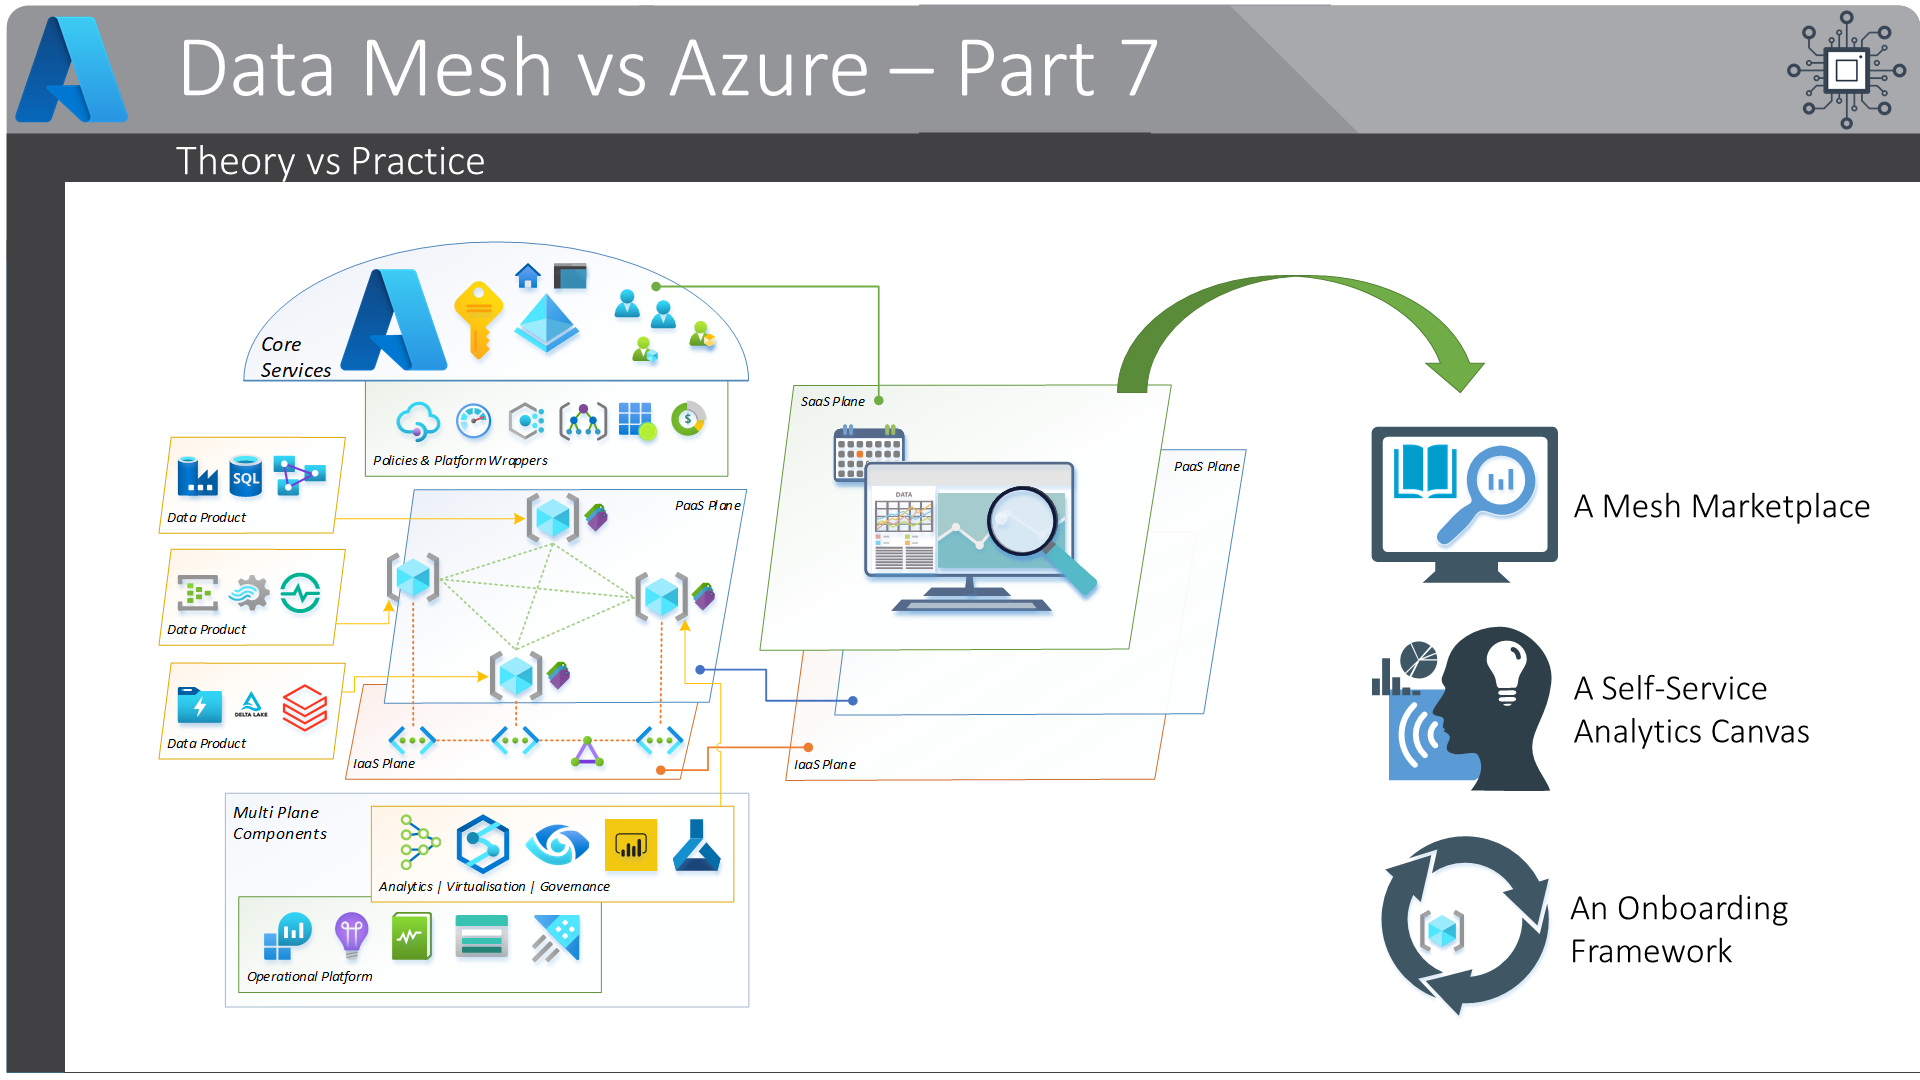 Data Mesh vs Azure – Part 7
Theory vs Practice
Core
Services
Policies & Platform Wrappers
SQL
Data Product
Data Product
DELTA LAKE
Data Product
PaaS Plane
IaaS Plane
Multi Plane
Components
Analytics | Virtualisation | Governance
Operational Platform
SaaS Plane
DATA
PaaS Plane
IaaS Plane
A Mesh Marketplace
A Self-Service
Analytics Canvas
An Onboarding
Framework
$